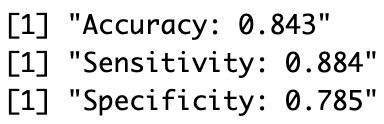 [1] "Accuracy: 0.843"
[1] "Sensitivity: 0.884"
[1] "Specificity: 0.785"